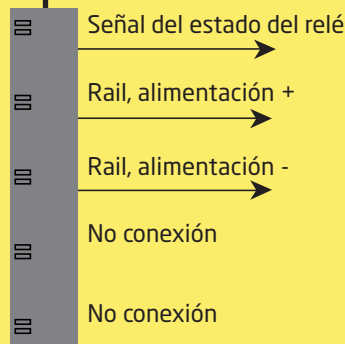 Señal del estado del relé
Rail, alimentación +
Rail, alimentación -
No conexión
No conexión